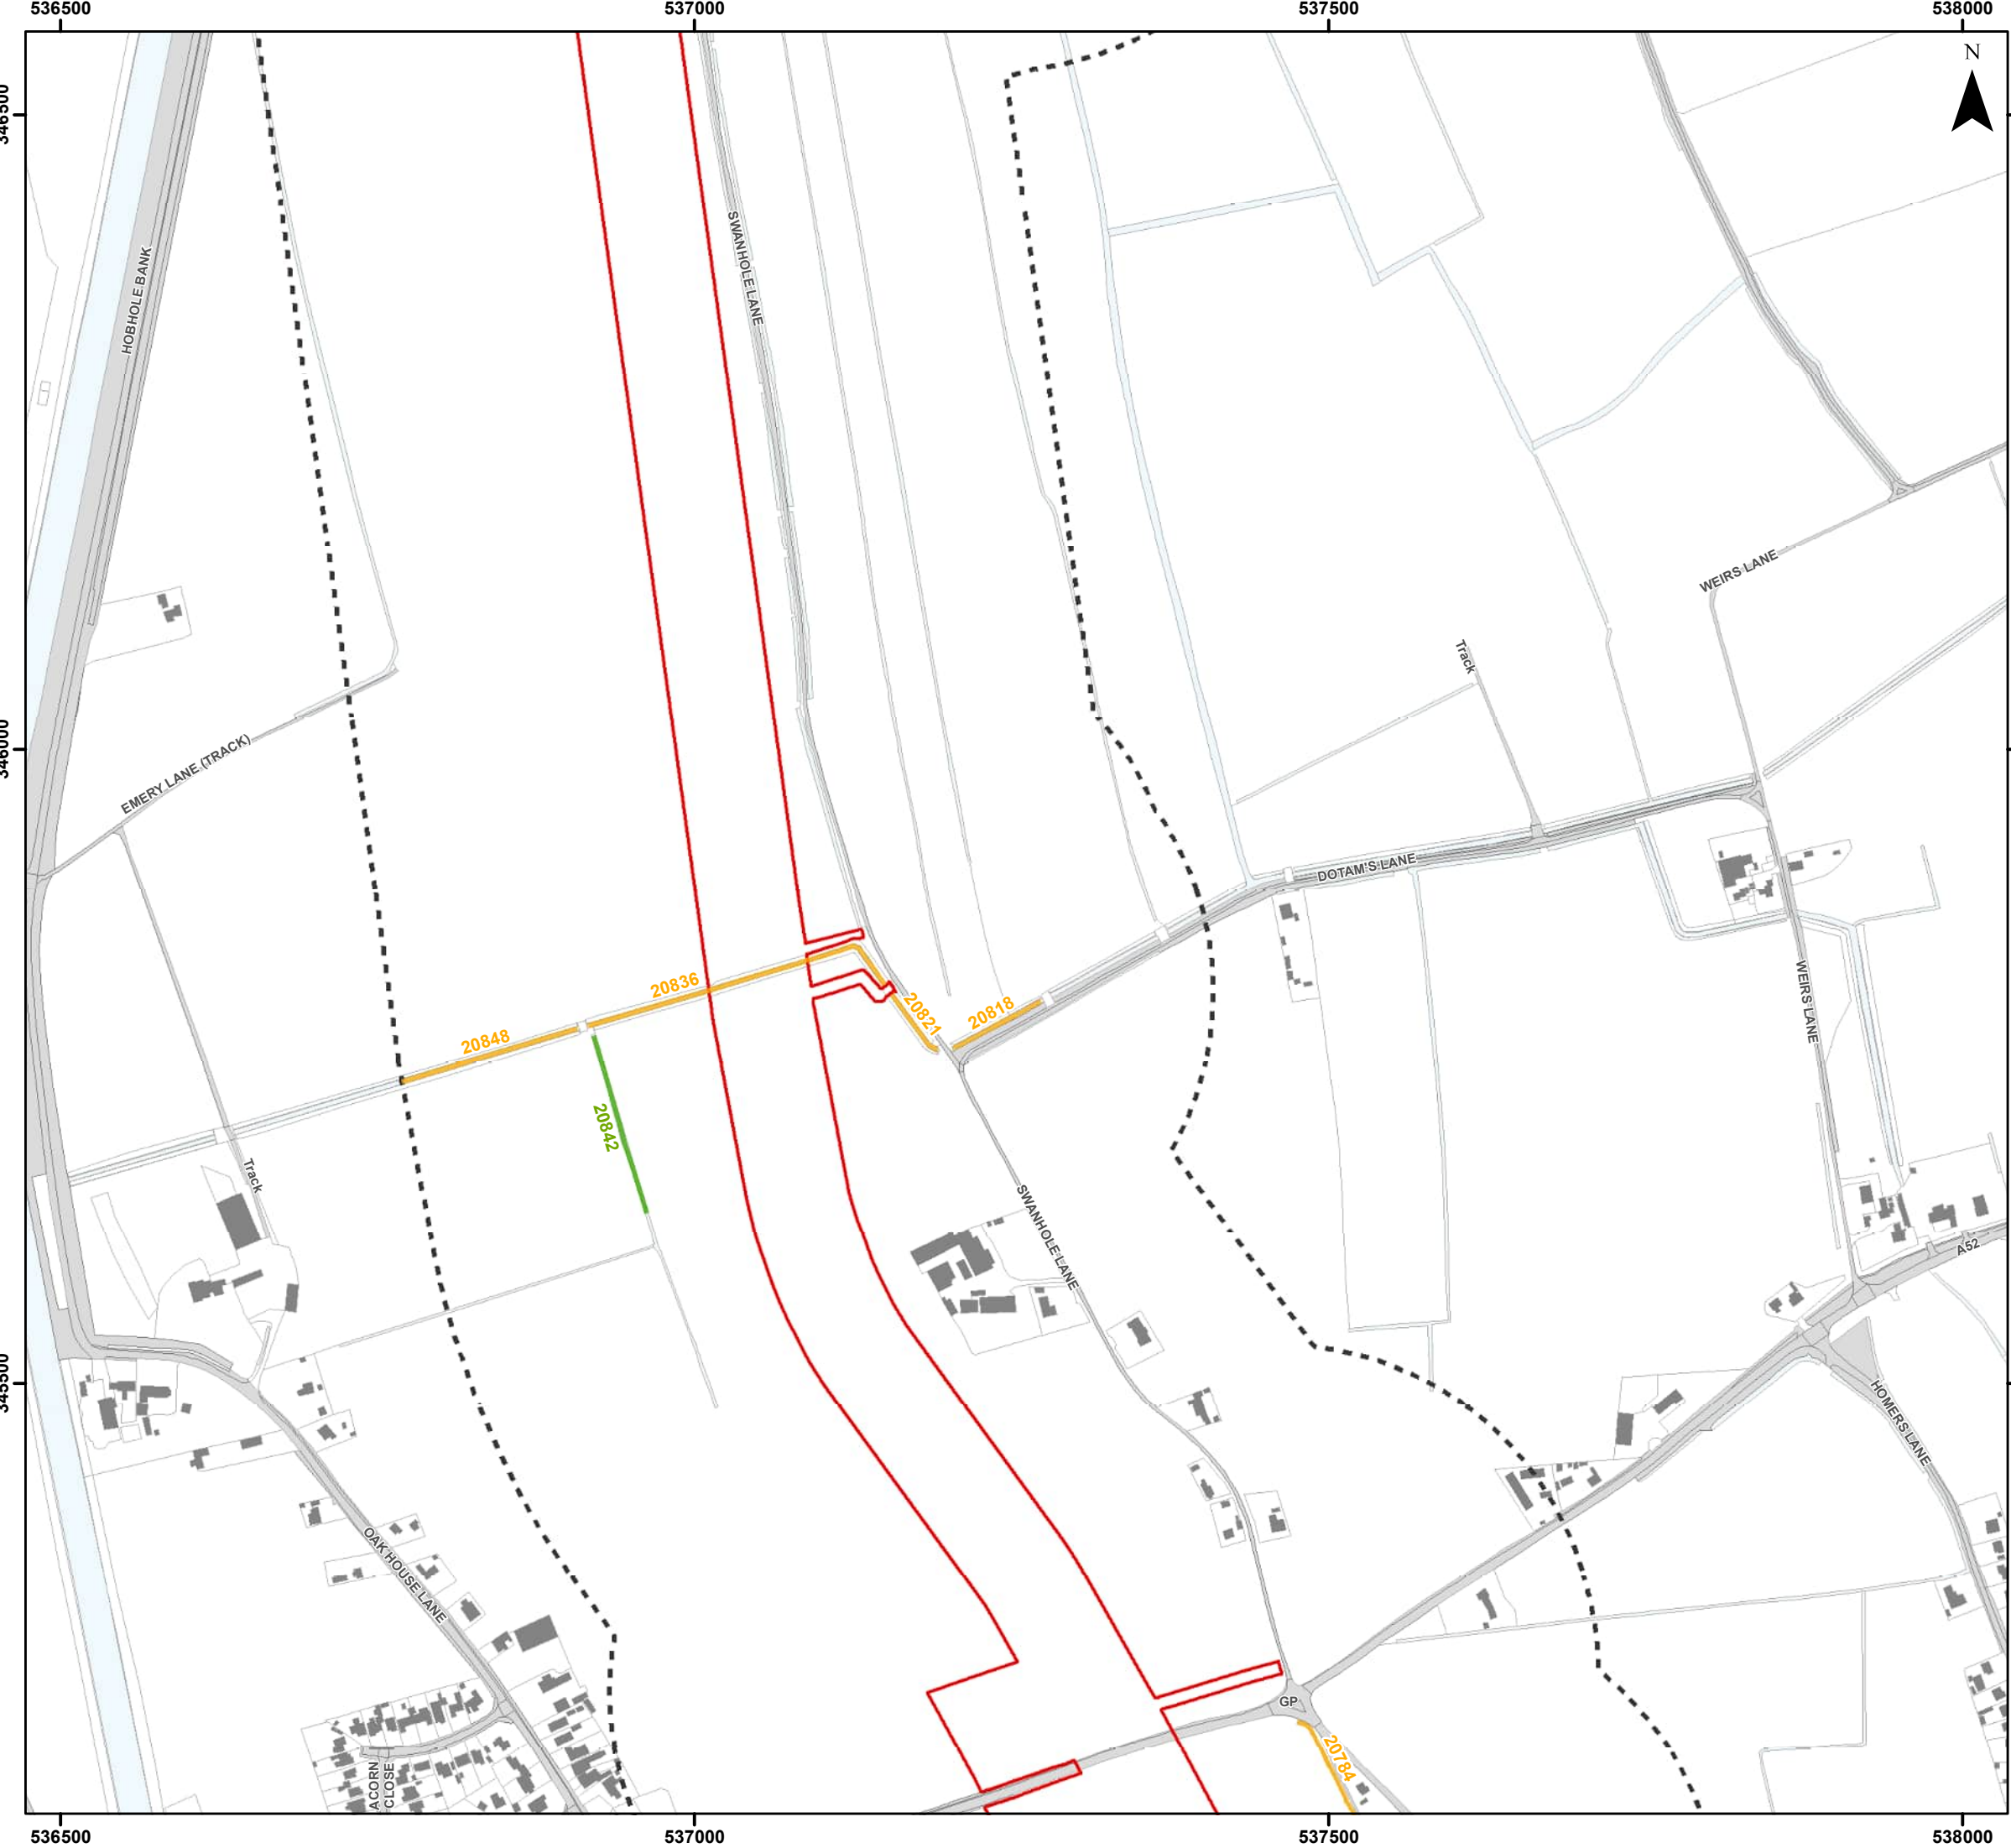 536500
537000
537500
538000
N
346500
SWANHOLE LANE
HOBHOLE BANK
WEIRS LANE
Track
346000
EMERY LANE (TRACK)
DOTAM'S LANE
20836
20821
20818
20848
WEIRS LANE
20842
Track
SWANHOLE LANE
A52
345500
HOMERS LANE
OAK HOUSE LANE
GP
20784
ACORN
CLOSE
536500
537000
537500
538000